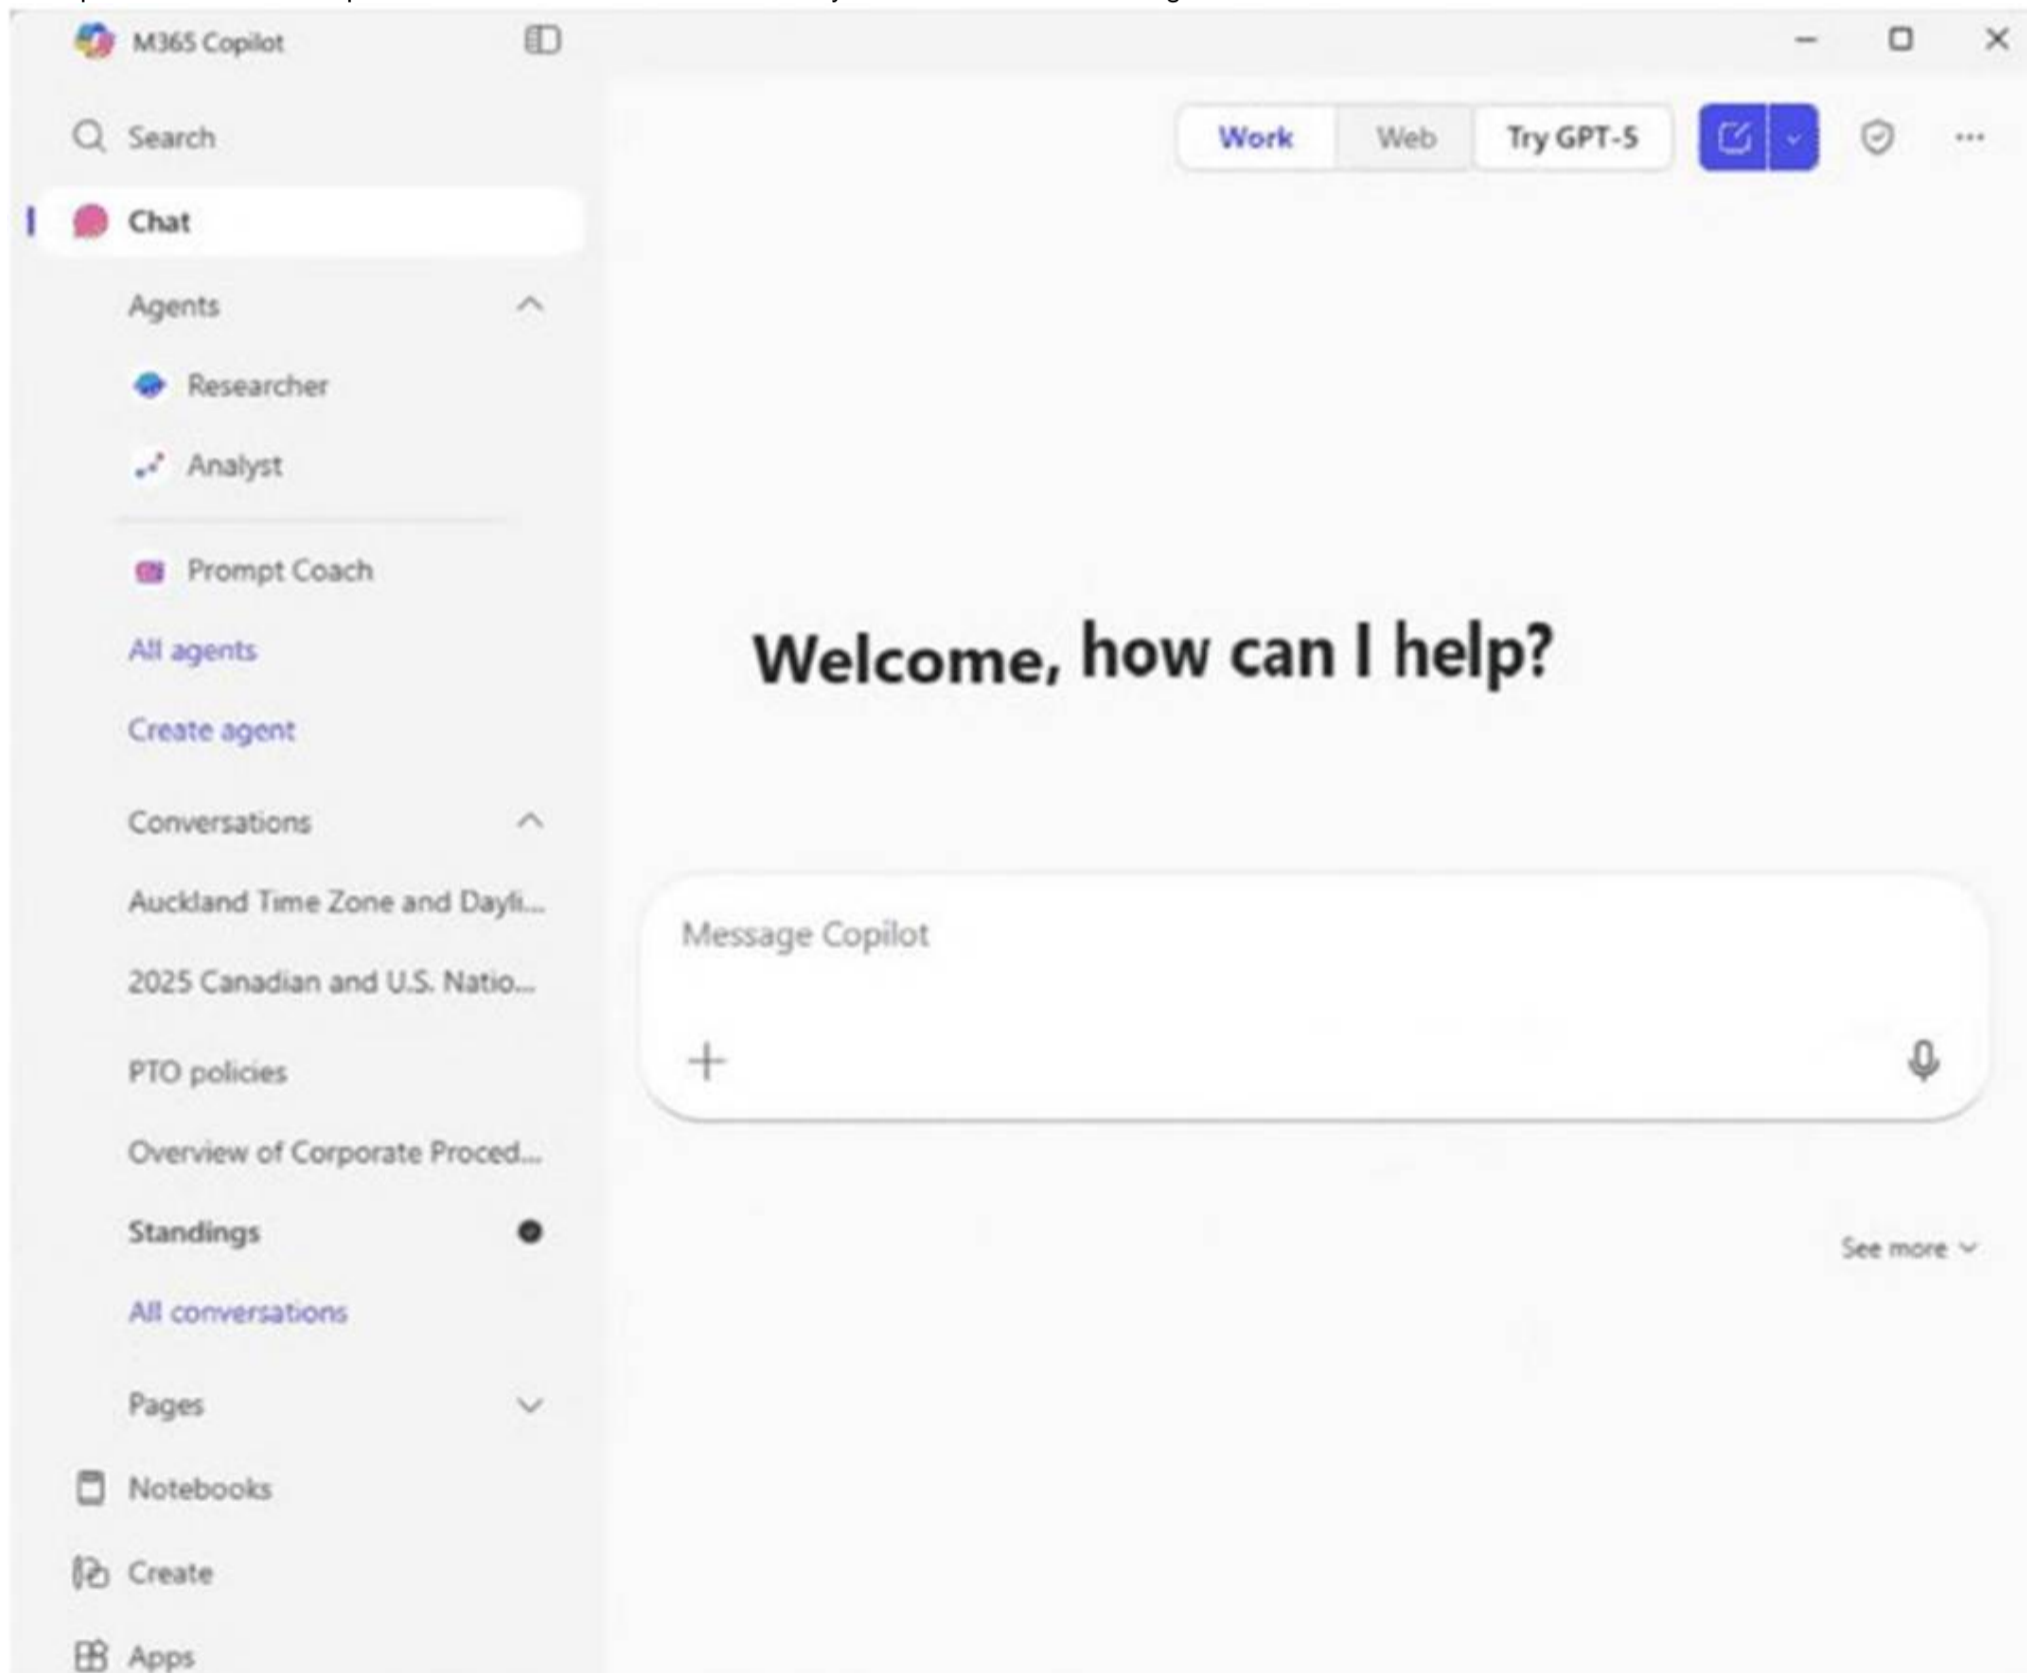 M365 Copilot
Search
Work Web Try GPT-5
Chat
Agents
Researcher
Analyst
Prompt Coach
All agents
Create agent
Welcome, how can I help?
Conversations
Auckland Time Zone and Dayli...
2025 Canadian and U.S. Natio...
PTO policies
Overview of Corporate Proced...
Standings
All conversations
Pages
Notebooks
Create
Apps
Message Copilot
See more